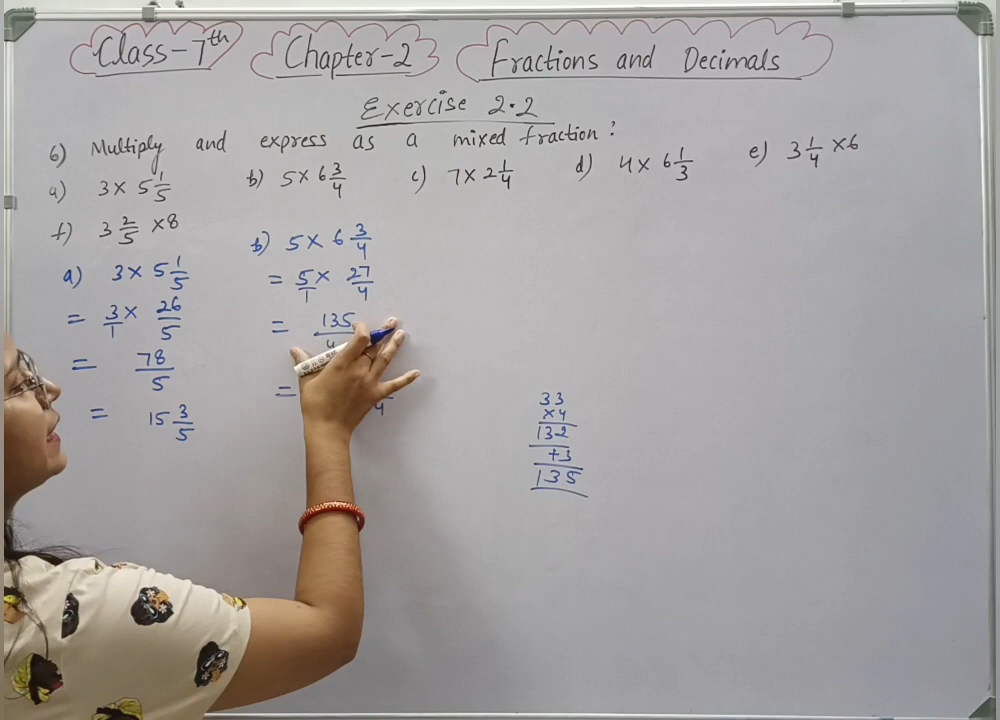 Class-7th Chapter-2 Fractions and Decimals
Exercise 2.2
6) Multiply and express as a mixed fraction?
a) 3 × 5 1/5 b) 5 × 6 3/4 c) 7 × 2 1/4 d) 4 × 6 1/3 e) 3 1/4 × 6
f) 3 2/5 × 8
a) 3 × 5 1/5
= 3/1 × 26/5
= 78/5
= 15 3/5
b) 5 × 6 3/4
= 5/1 × 27/4
= 135/4
= 4
33
×4
132
+3
135